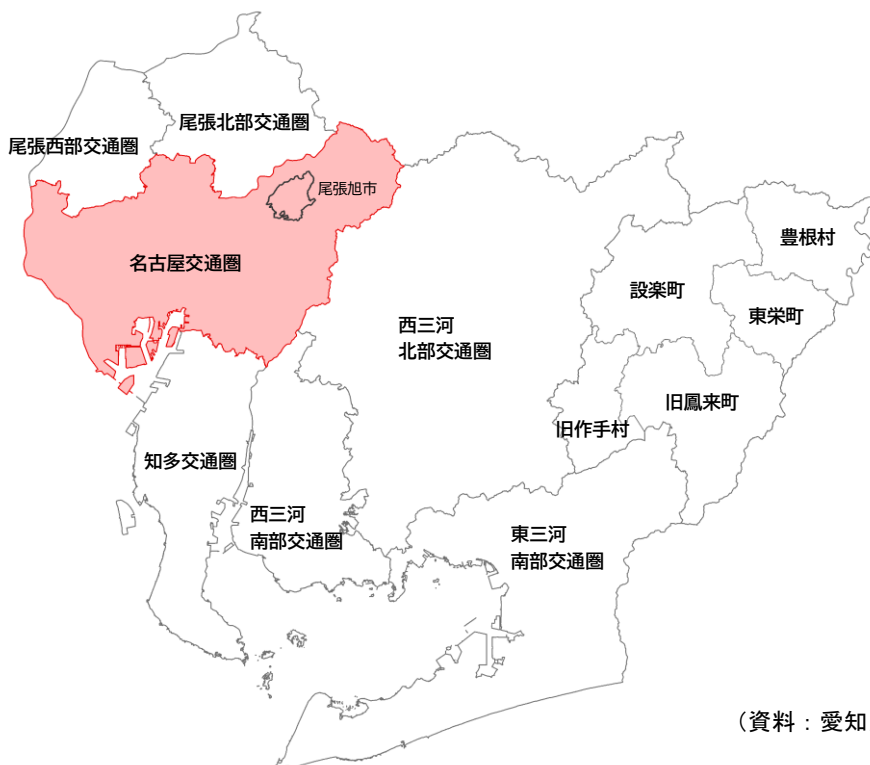 尾張北部交通圏
尾張西部交通圏
尾張旭市
豊根村
名古屋交通圏
設楽町
東栄町
西三河
北部交通圏
旧鳳来町
旧作手村
知多交通圏
西三河
南部交通圏
東三河
南部交通圏
（資料：愛知